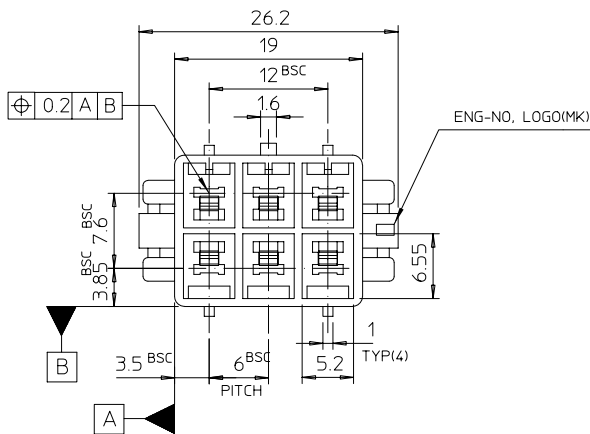 26.2
19
12 BSC
1.6
⌖ 0.2 A B
ENG-NO, LOGO(MK)
7.6 BSC
3.85 BSC
6.55
B
3.5 BSC
6 BSC
PITCH
5.2
1
TYP(4)
A